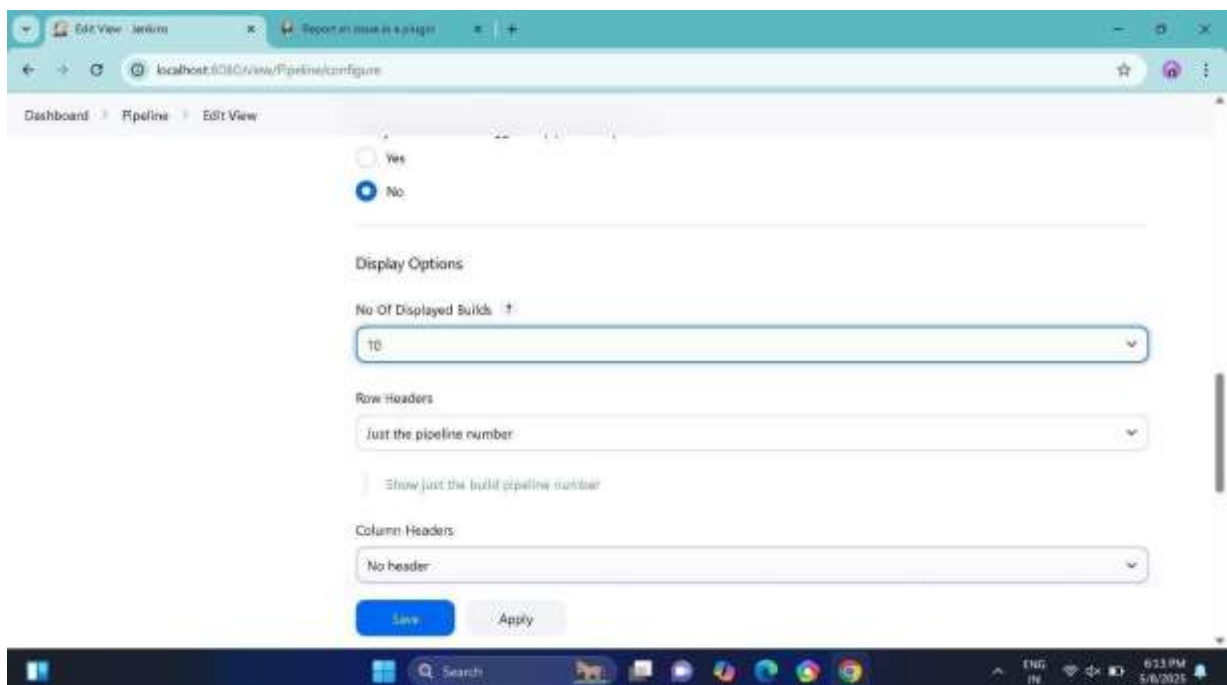 Edit View - Jenkins
Report an issue in a plugin
localhost:8080/view/Pipeline/configure
Dashboard
Pipeline
Edit View
Yes
No
Display Options
No Of Displayed Builds ?
10
Row Headers
Just the pipeline number
Show just the build pipeline number
Column Headers
No header
Save
Apply
Search
ENG
IN
6:13 PM
5/8/2025